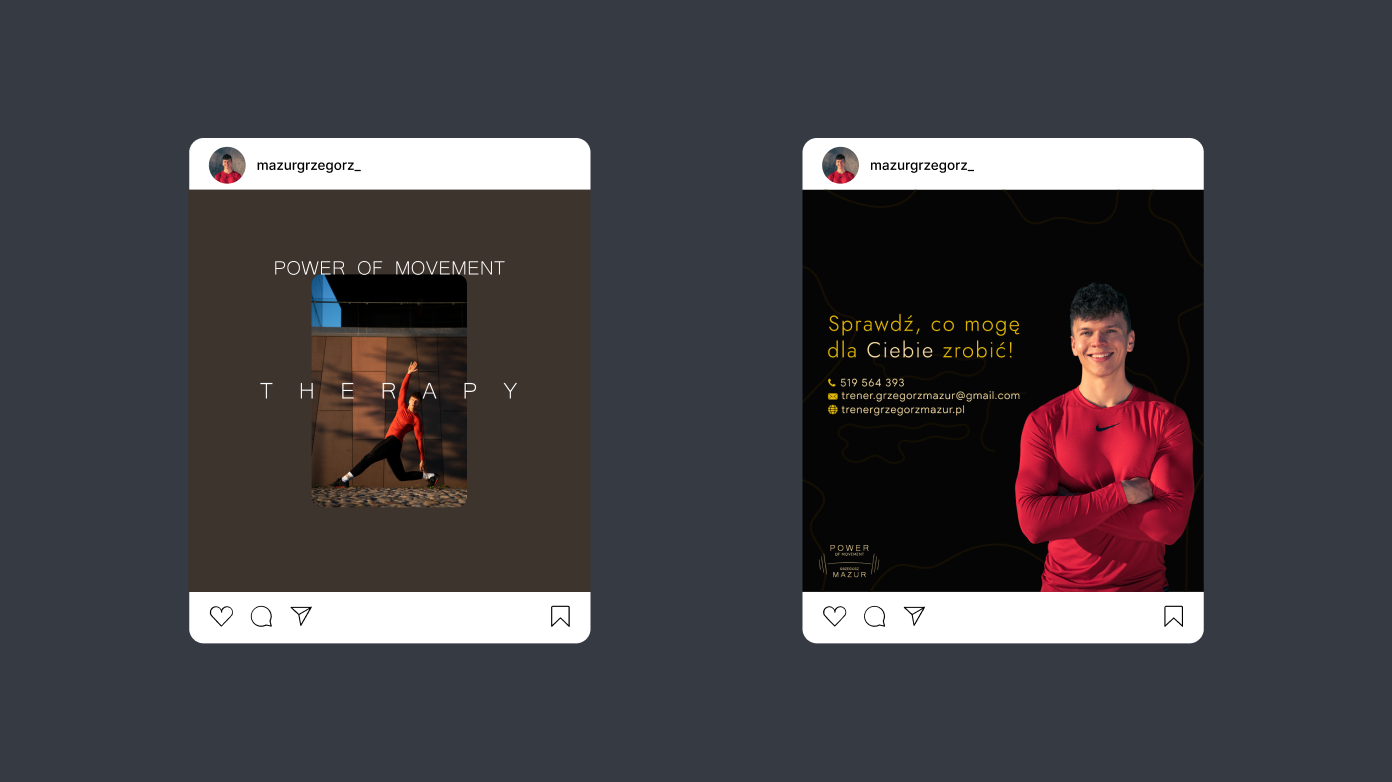 mazurgrzegorz_
POWER OF MOVEMENT
THERAPY
mazurgrzegorz_
Sprawdź, co mogę
dla Ciebie zrobić!
519 564 393
trener.grzegorzmazur@gmail.com
trenergrzegorzmazur.pl
POWER
OF MOVEMENT
GRZEGORZ
MAZUR